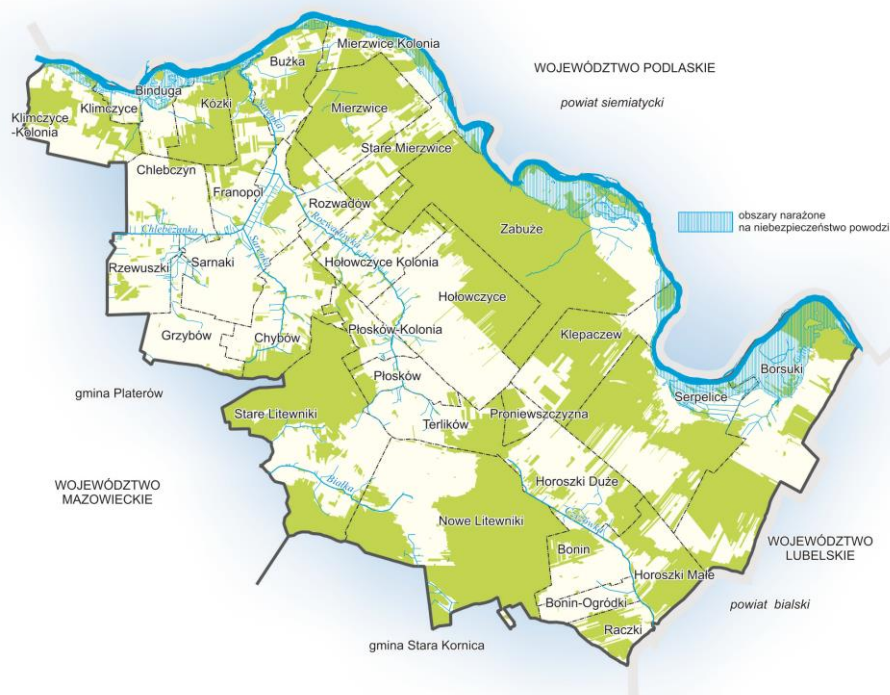 Mierzwice Kolonia
Bużka
WOJEWÓDZTWO PODLASKIE
powiat siemiatycki
Binduga
Klimczyce
Kózki
Klimczyce
-Kolonia
Sarenka
Mierzwice
Stare Mierzwice
Chlebczyn
Franopol
Rozwadów
Zabuże
obszary narażone
na niebezpieczeństwo powodzi
Chlebczanka
Rozwadówka
Sarenka
Rzewuszki
Sarnaki
Hołowczyce Kolonia
Hołowczyce
Grzybów
Chybów
Płosków-Kolonia
Klepaczew
Borsuki
Serpelice
gmina Platerów
Płosków
Stare Litewniki
Terlików
Proniewszczyzna
WOJEWÓDZTWO
MAZOWIECKIE
Białka
Horoszki Duże
Nowe Litewniki
Bonin
WOJEWÓDZTWO
LUBELSKIE
Horoszki Małe
Bonin-Ogródki
powiat bialski
Raczki
gmina Stara Kornica